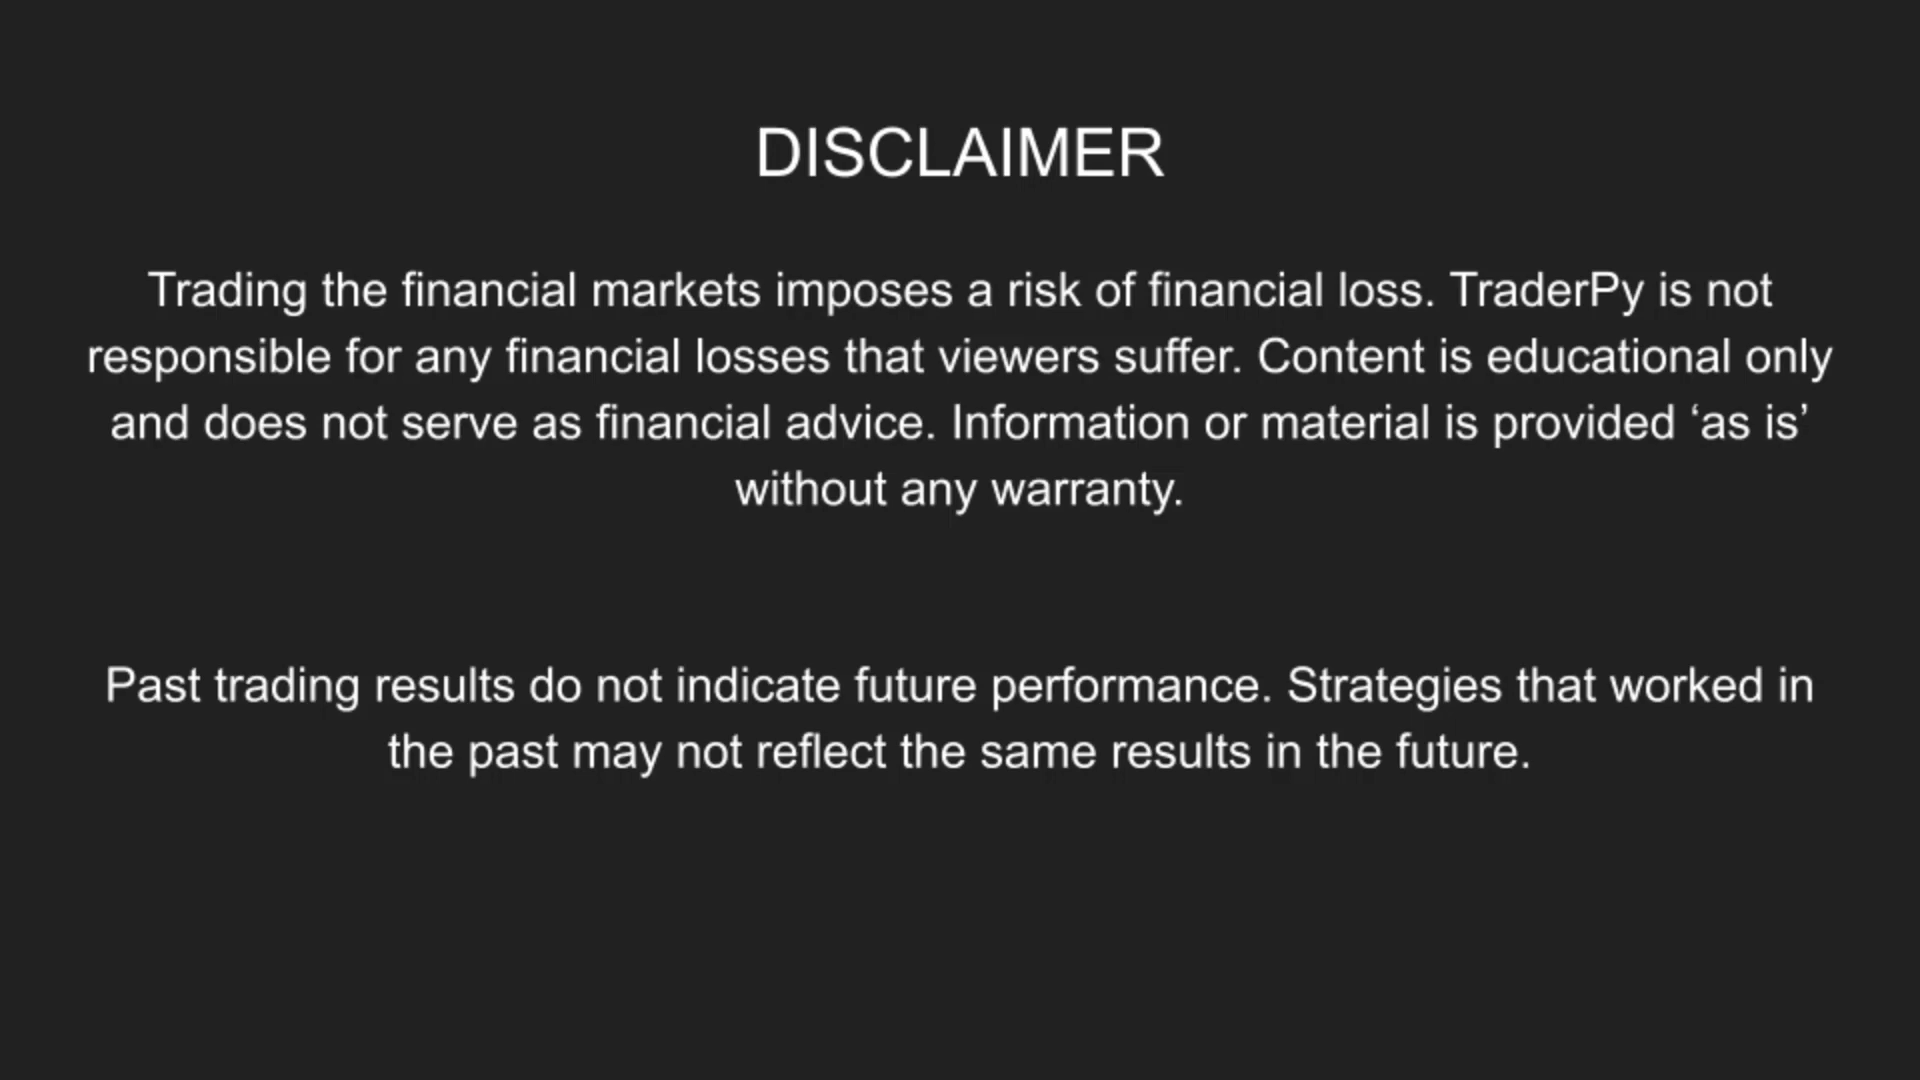 DISCLAIMER
Trading the financial markets imposes a risk of financial loss. TraderPy is not
responsible for any financial losses that viewers suffer. Content is educational only
and does not serve as financial advice. Information or material is provided ‘as is’
without any warranty.
Past trading results do not indicate future performance. Strategies that worked in
the past may not reflect the same results in the future.